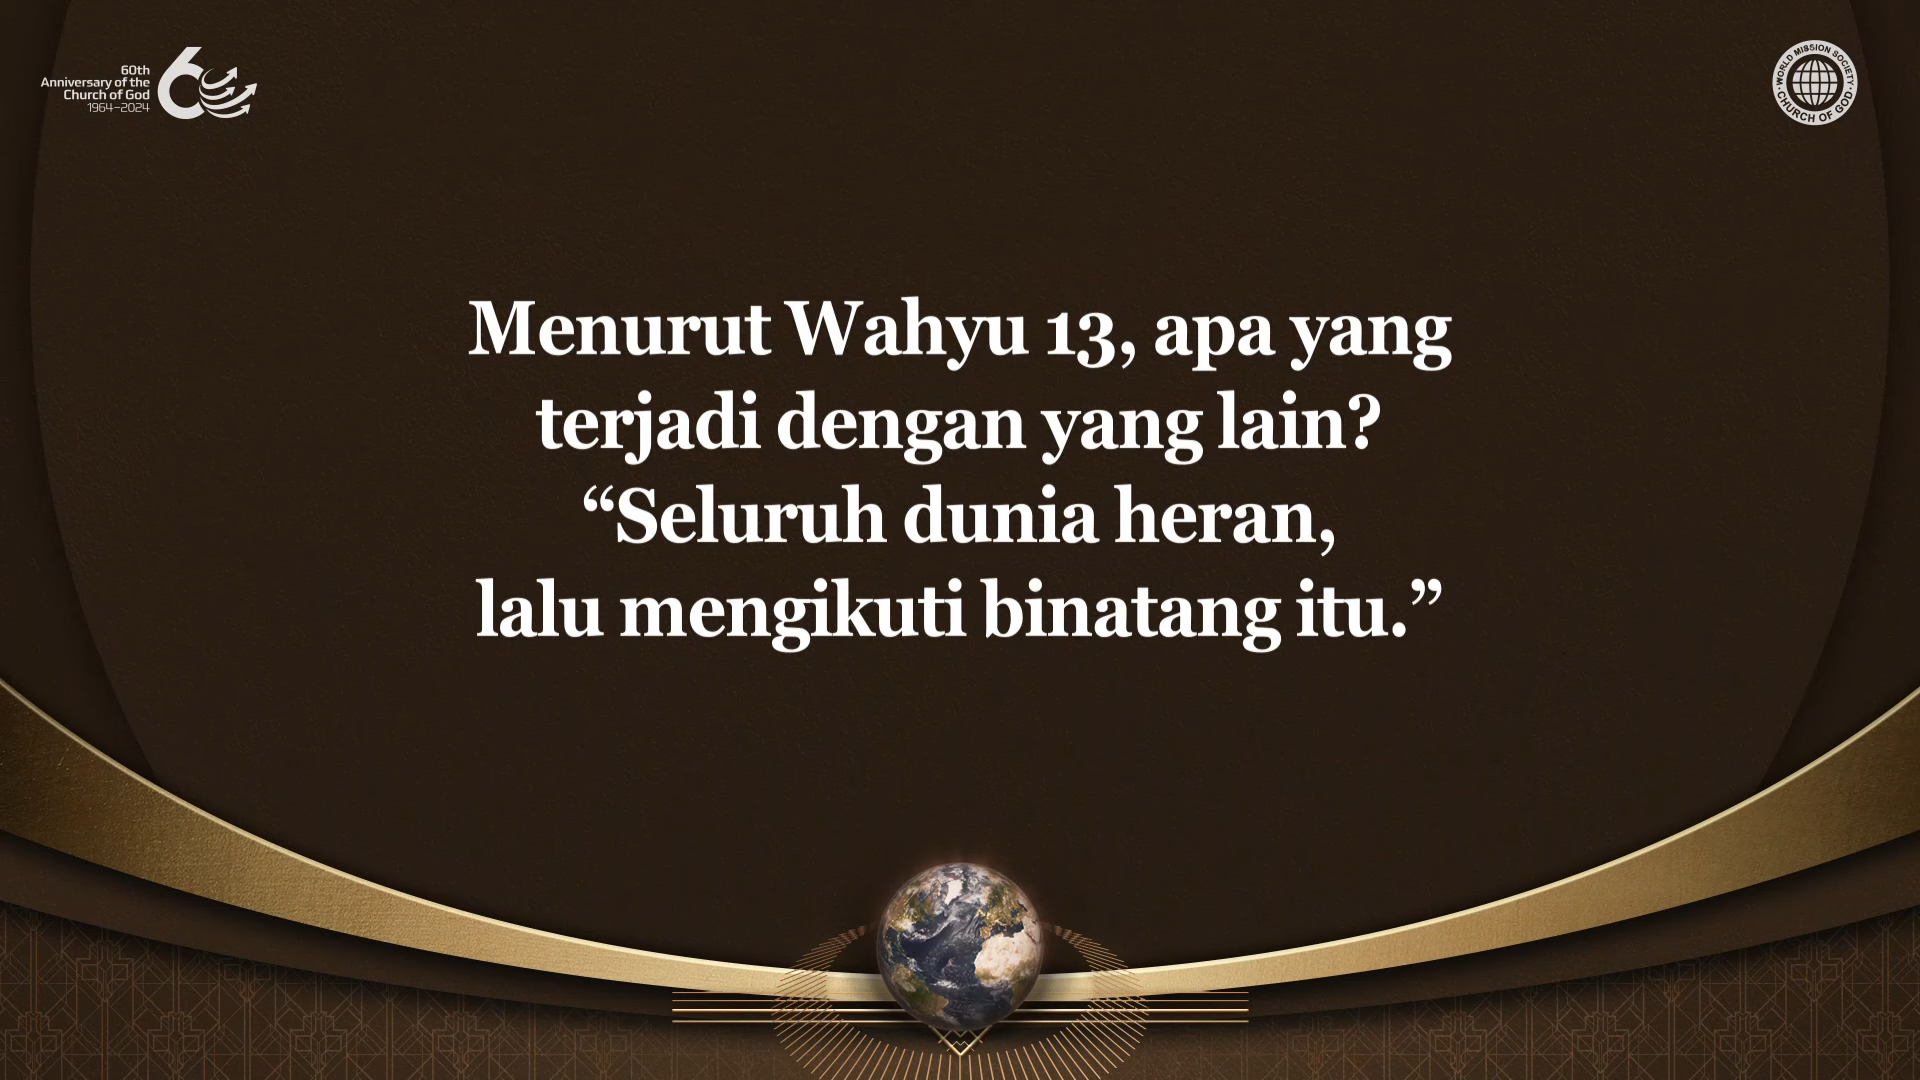 60th
Anniversary of the
Church of God
1964–2024
60
WORLD MISSION SOCIETY
CHURCH OF GOD
Menurut Wahyu 13, apa yang
terjadi dengan yang lain?
“Seluruh dunia heran,
lalu mengikuti binatang itu.”